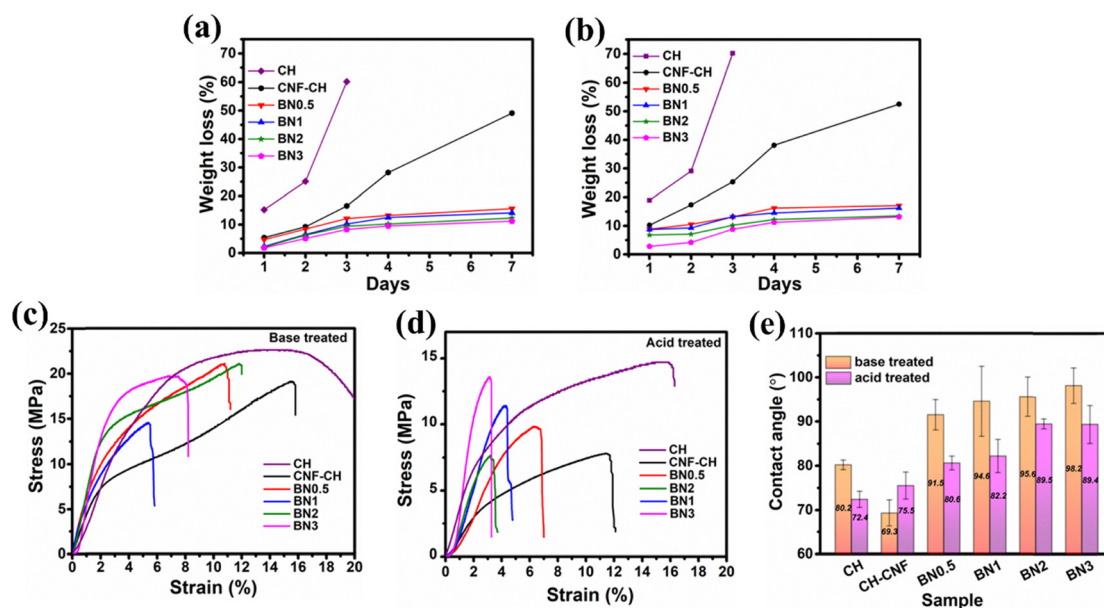 (a)
70
60
50
40
30
20
10
0
Weight loss (%)
CH
CNF-CH
BN0.5
BN1
BN2
BN3
1 2 3 4 5 6 7
Days
(b)
70
60
50
40
30
20
10
0
Weight loss (%)
CH
CNF-CH
BN0.5
BN1
BN2
BN3
1 2 3 4 5 6 7
Days
(c)
25
20
15
10
5
0
Stress (MPa)
Base treated
CH
CNF-CH
BN0.5
BN1
BN2
BN3
0 2 4 6 8 10 12 14 16 18 20
Strain (%)
(d)
15.0
10.0
5.0
0.0
Stress (MPa)
Acid treated
CH
CNF-CH
BN0.5
BN2
BN1
BN3
0 2 4 6 8 10 12 14 16 18 20
Strain (%)
(e)
110
100
90
80
70
60
Contact angle (°)
base treated
acid treated
80.2
72.4
69.3
75.5
91.5
80.6
94.6
82.2
95.6
89.5
98.2
89.4
CH CH-CNF BN0.5 BN1 BN2 BN3
Sample